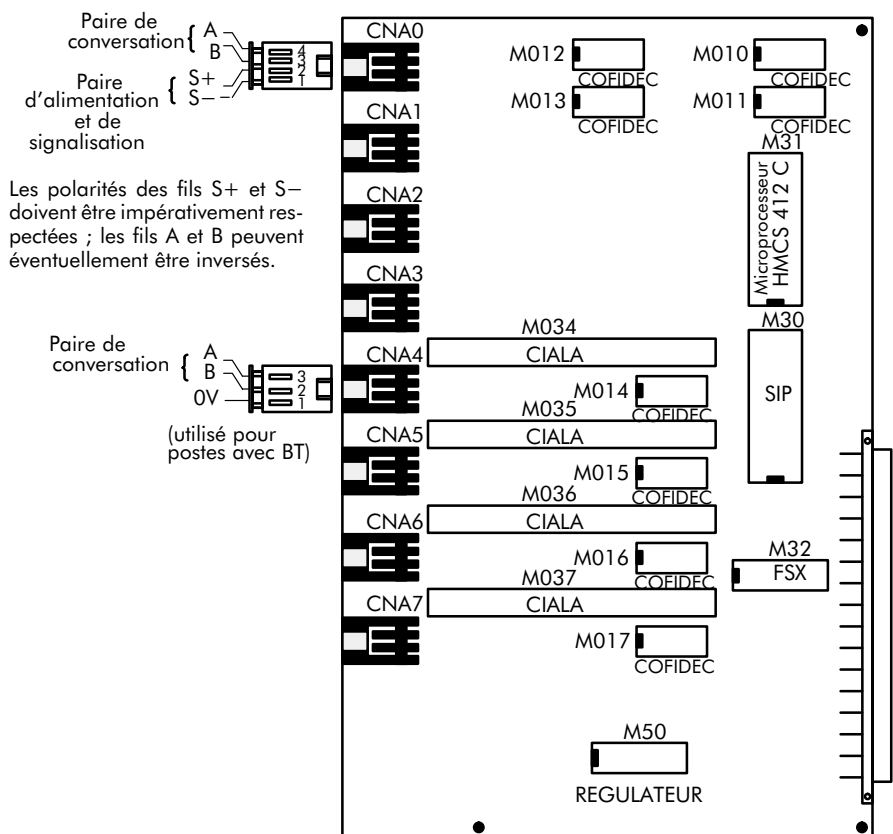 Paire de
conversation { A
B
Paire
d'alimentation
et de
signalisation
{ S+
S−
4
3
2
1
Les polarités des fils S+ et S−
doivent être impérativement res-
pectées ; les fils A et B peuvent
éventuellement être inversés.
Paire de
conversation { A
B
0V
3
2
1
(utilisé pour
postes avec BT)
CNA0
CNA1
CNA2
CNA3
CNA4
CNA5
CNA6
CNA7
M012
COFIDEC
M010
COFIDEC
M013
COFIDEC
M011
COFIDEC
M31
Microprocesseur
HMCS 412 C
M30
SIP
M034
CIALA
M014
COFIDEC
M035
CIALA
M015
COFIDEC
M036
CIALA
M016
COFIDEC
M32
FSX
M037
CIALA
M017
COFIDEC
M50
REGULATEUR